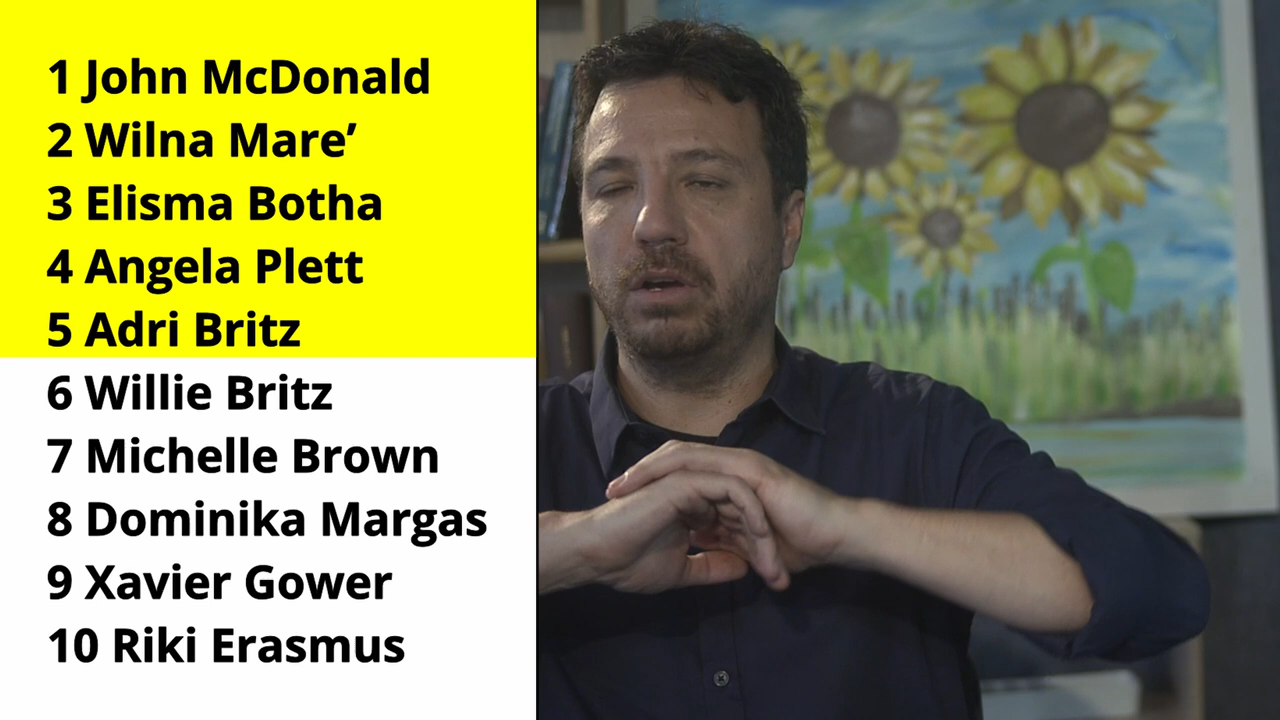 1 John McDonald
2 Wilna Mare’
3 Elisma Botha
4 Angela Plett
5 Adri Britz
6 Willie Britz
7 Michelle Brown
8 Dominika Margas
9 Xavier Gower
10 Riki Erasmus